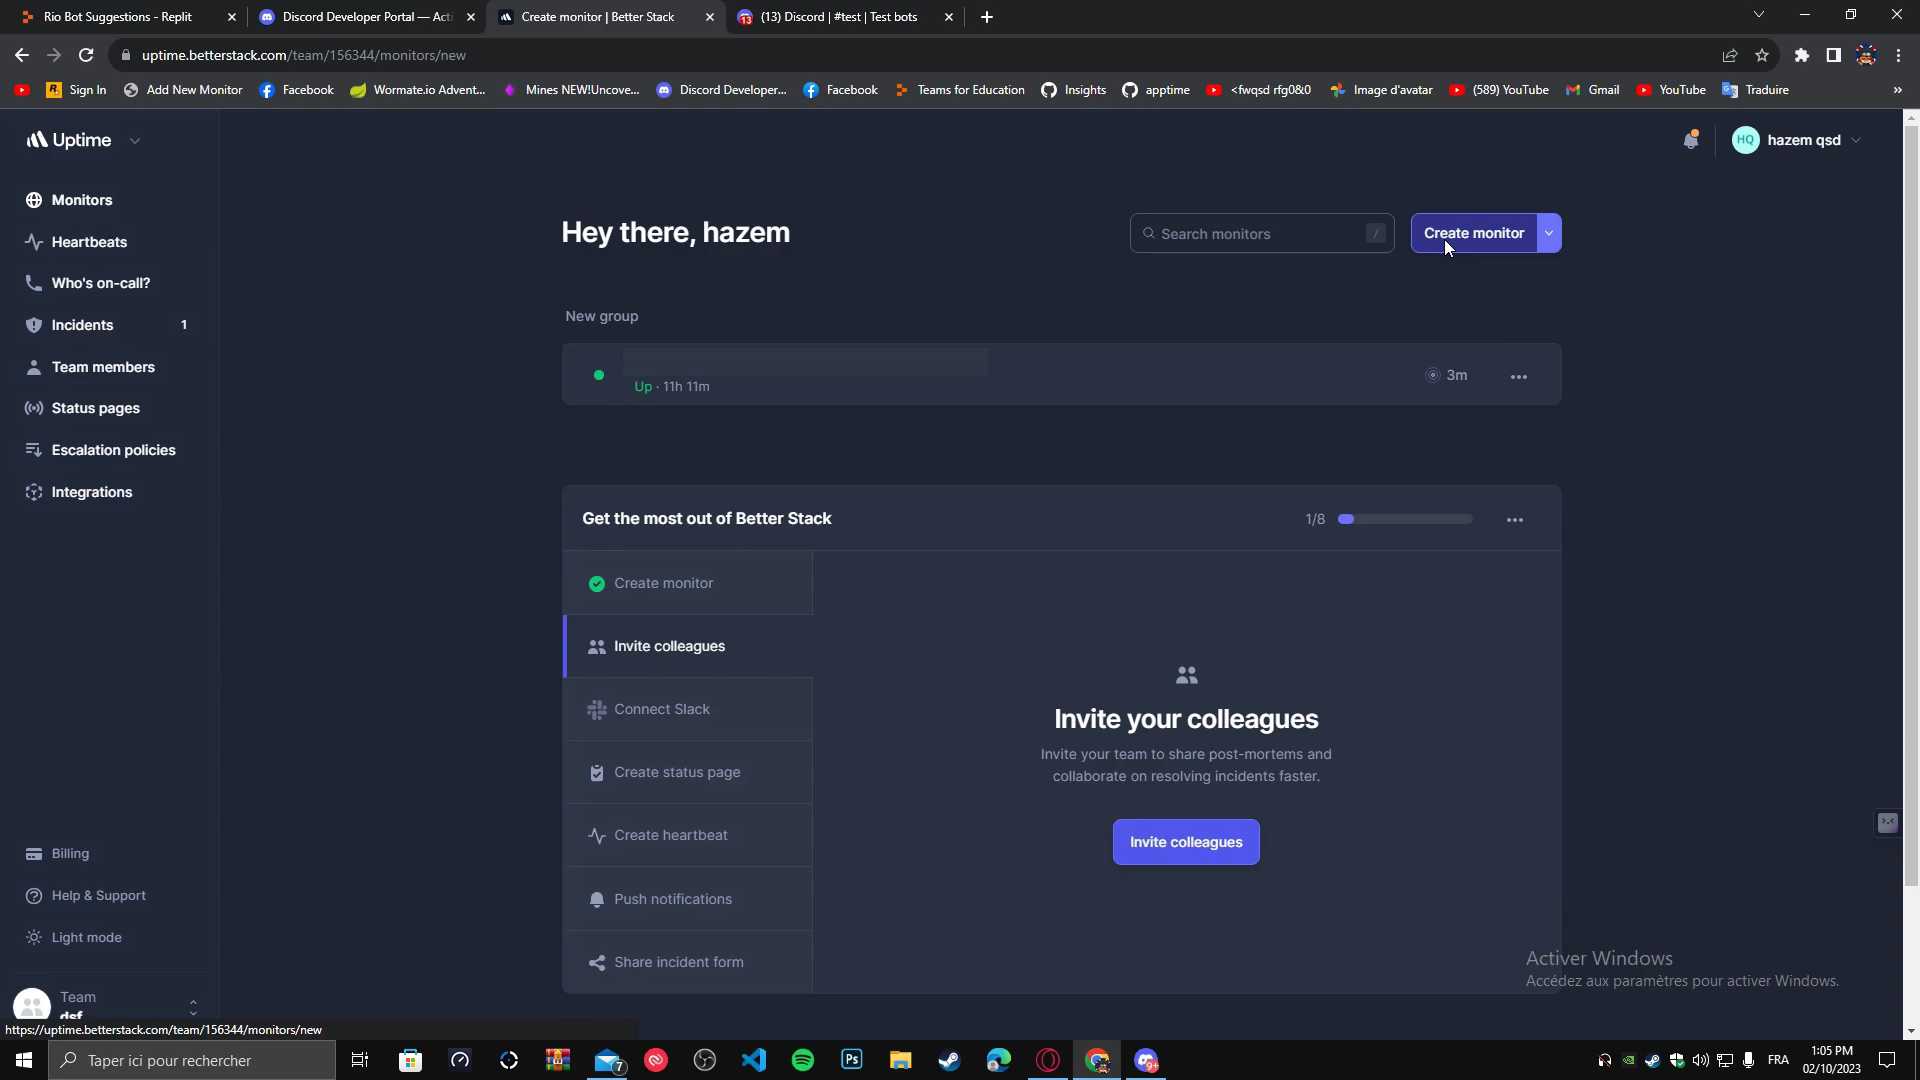 Rio Bot Suggestions - Replit
Discord Developer Portal — Acti
Create monitor | Better Stack
(13) Discord | #test | Test bots
uptime.betterstack.com/team/156344/monitors/new
Sign In
Add New Monitor
Facebook
Wormate.io Advent...
Mines NEW!Uncove...
Discord Developer...
Facebook
Teams for Education
Insights
apptime
<fwqsd rfg0&0
Image d'avatar
(589) YouTube
Gmail
YouTube
Traduire
»
Uptime
HQ
hazem qsd
Monitors
Heartbeats
Who's on-call?
Incidents 1
Team members
Status pages
Escalation policies
Integrations
Hey there, hazem
Search monitors /
Create monitor
New group
Up · 11h 11m
3m
Get the most out of Better Stack
1/8
Create monitor
Invite colleagues
Connect Slack
Create status page
Create heartbeat
Push notifications
Share incident form
Invite your colleagues
Invite your team to share post-mortems and
collaborate on resolving incidents faster.
Invite colleagues
Billing
Help & Support
Light mode
Team
dsf
Activer Windows
Accédez aux paramètres pour activer Windows.
https://uptime.betterstack.com/team/156344/monitors/new
Taper ici pour rechercher
7
Ps
9+
FRA
1:05 PM
02/10/2023